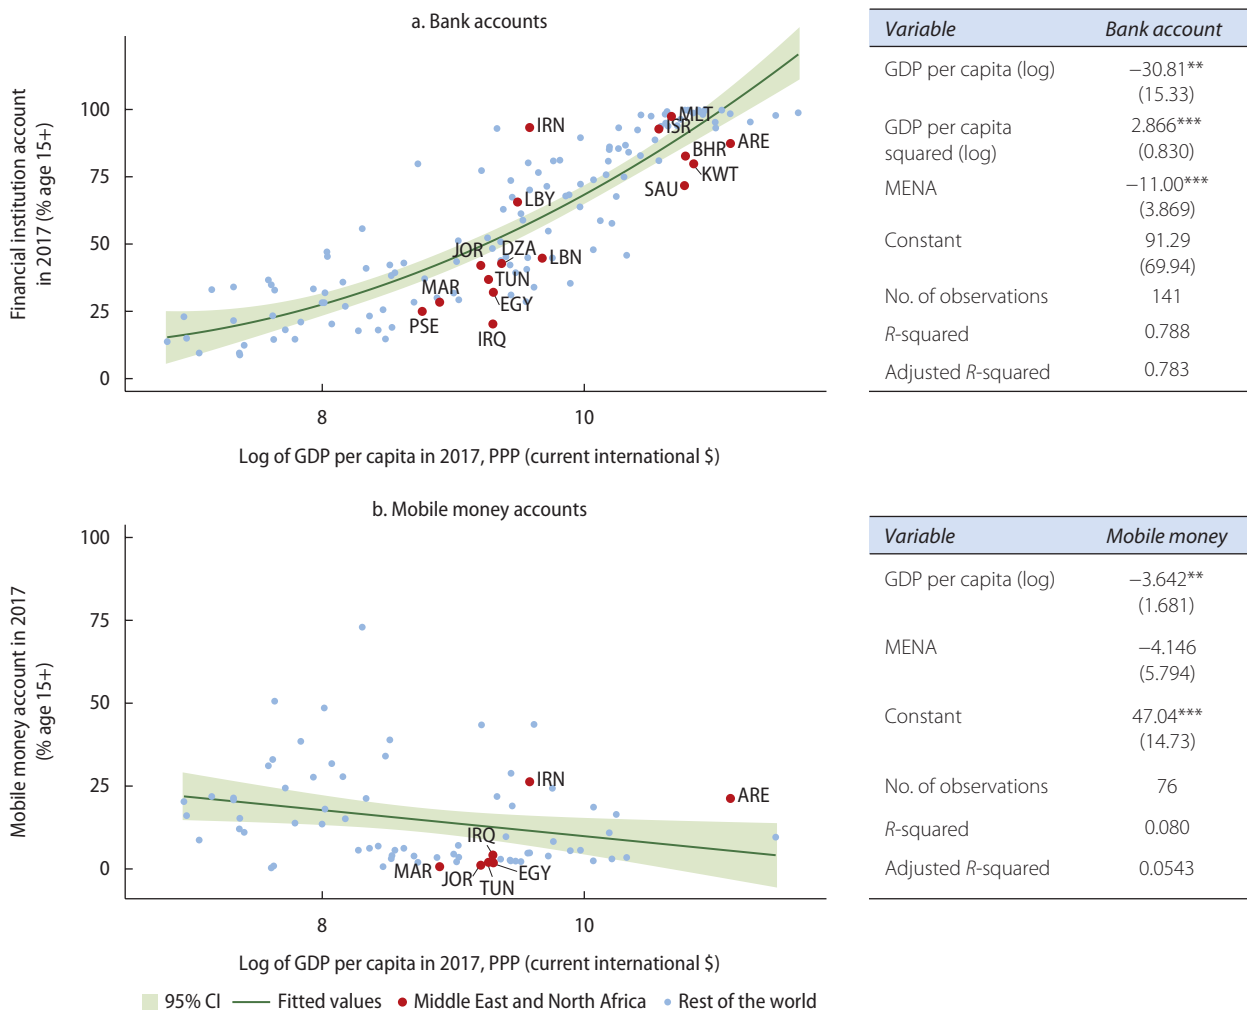 a. Bank accounts
Financial institution account
in 2017 (% age 15+)
100
75
50
25
0
IRN
MLT
ISR
ARE
BHR
KWT
SAU
LBY
JOR
DZA
LBN
TUN
MAR
EGY
PSE
IRQ
8
10
Log of GDP per capita in 2017, PPP (current international $)
Variable Bank account
GDP per capita (log) −30.81**
(15.33)
GDP per capita 2.866***
squared (log) (0.830)
MENA −11.00***
(3.869)
Constant 91.29
(69.94)
No. of observations 141
R-squared 0.788
Adjusted R-squared 0.783
b. Mobile money accounts
Mobile money account in 2017
(% age 15+)
100
75
50
25
0
IRN
ARE
IRQ
MAR
JOR
EGY
TUN
8
10
Log of GDP per capita in 2017, PPP (current international $)
Variable Mobile money
GDP per capita (log) −3.642**
(1.681)
MENA −4.146
(5.794)
Constant 47.04***
(14.73)
No. of observations 76
R-squared 0.080
Adjusted R-squared 0.0543
95% CI Fitted values Middle East and North Africa Rest of the world